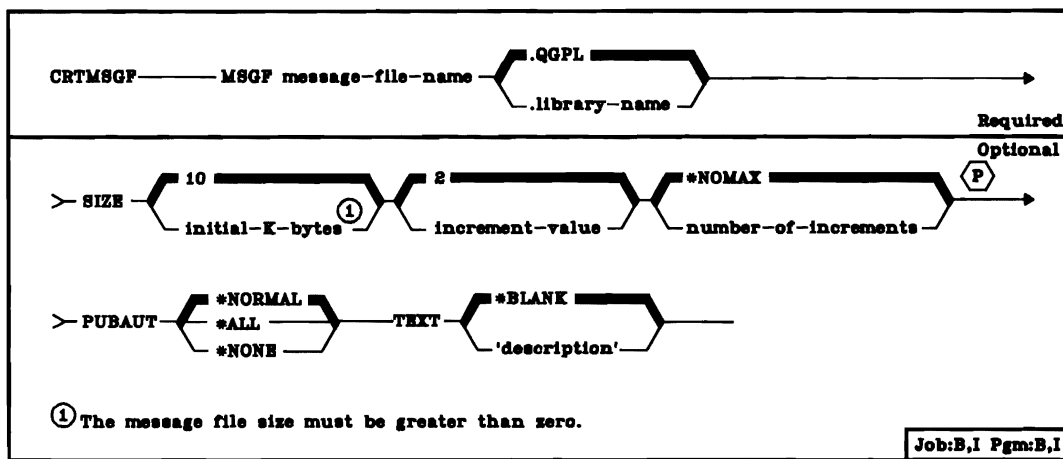 .QGPL
CRTMSGF MSGF message-file-name
.library-name
Required
Optional
10 2 *NOMAX P
SIZE
initial-K-bytes 1 increment-value number-of-increments
*NORMAL *BLANK
PUBAUT *ALL TEXT
*NONE 'description'
1 The message file size must be greater than zero.
Job:B,I Pgm:B,I